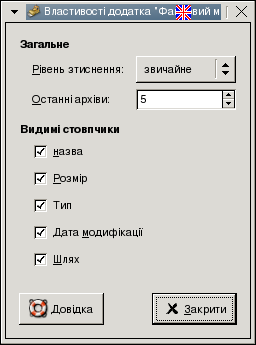 Властивості додатка "Фа вий м
Загальне
Рівень зтиснення: звичайне
Останні архіви: 5
Видимі стовпчики
назва
Розмір
Тип
Дата модифікації
Шлях
Довідка
Закрити